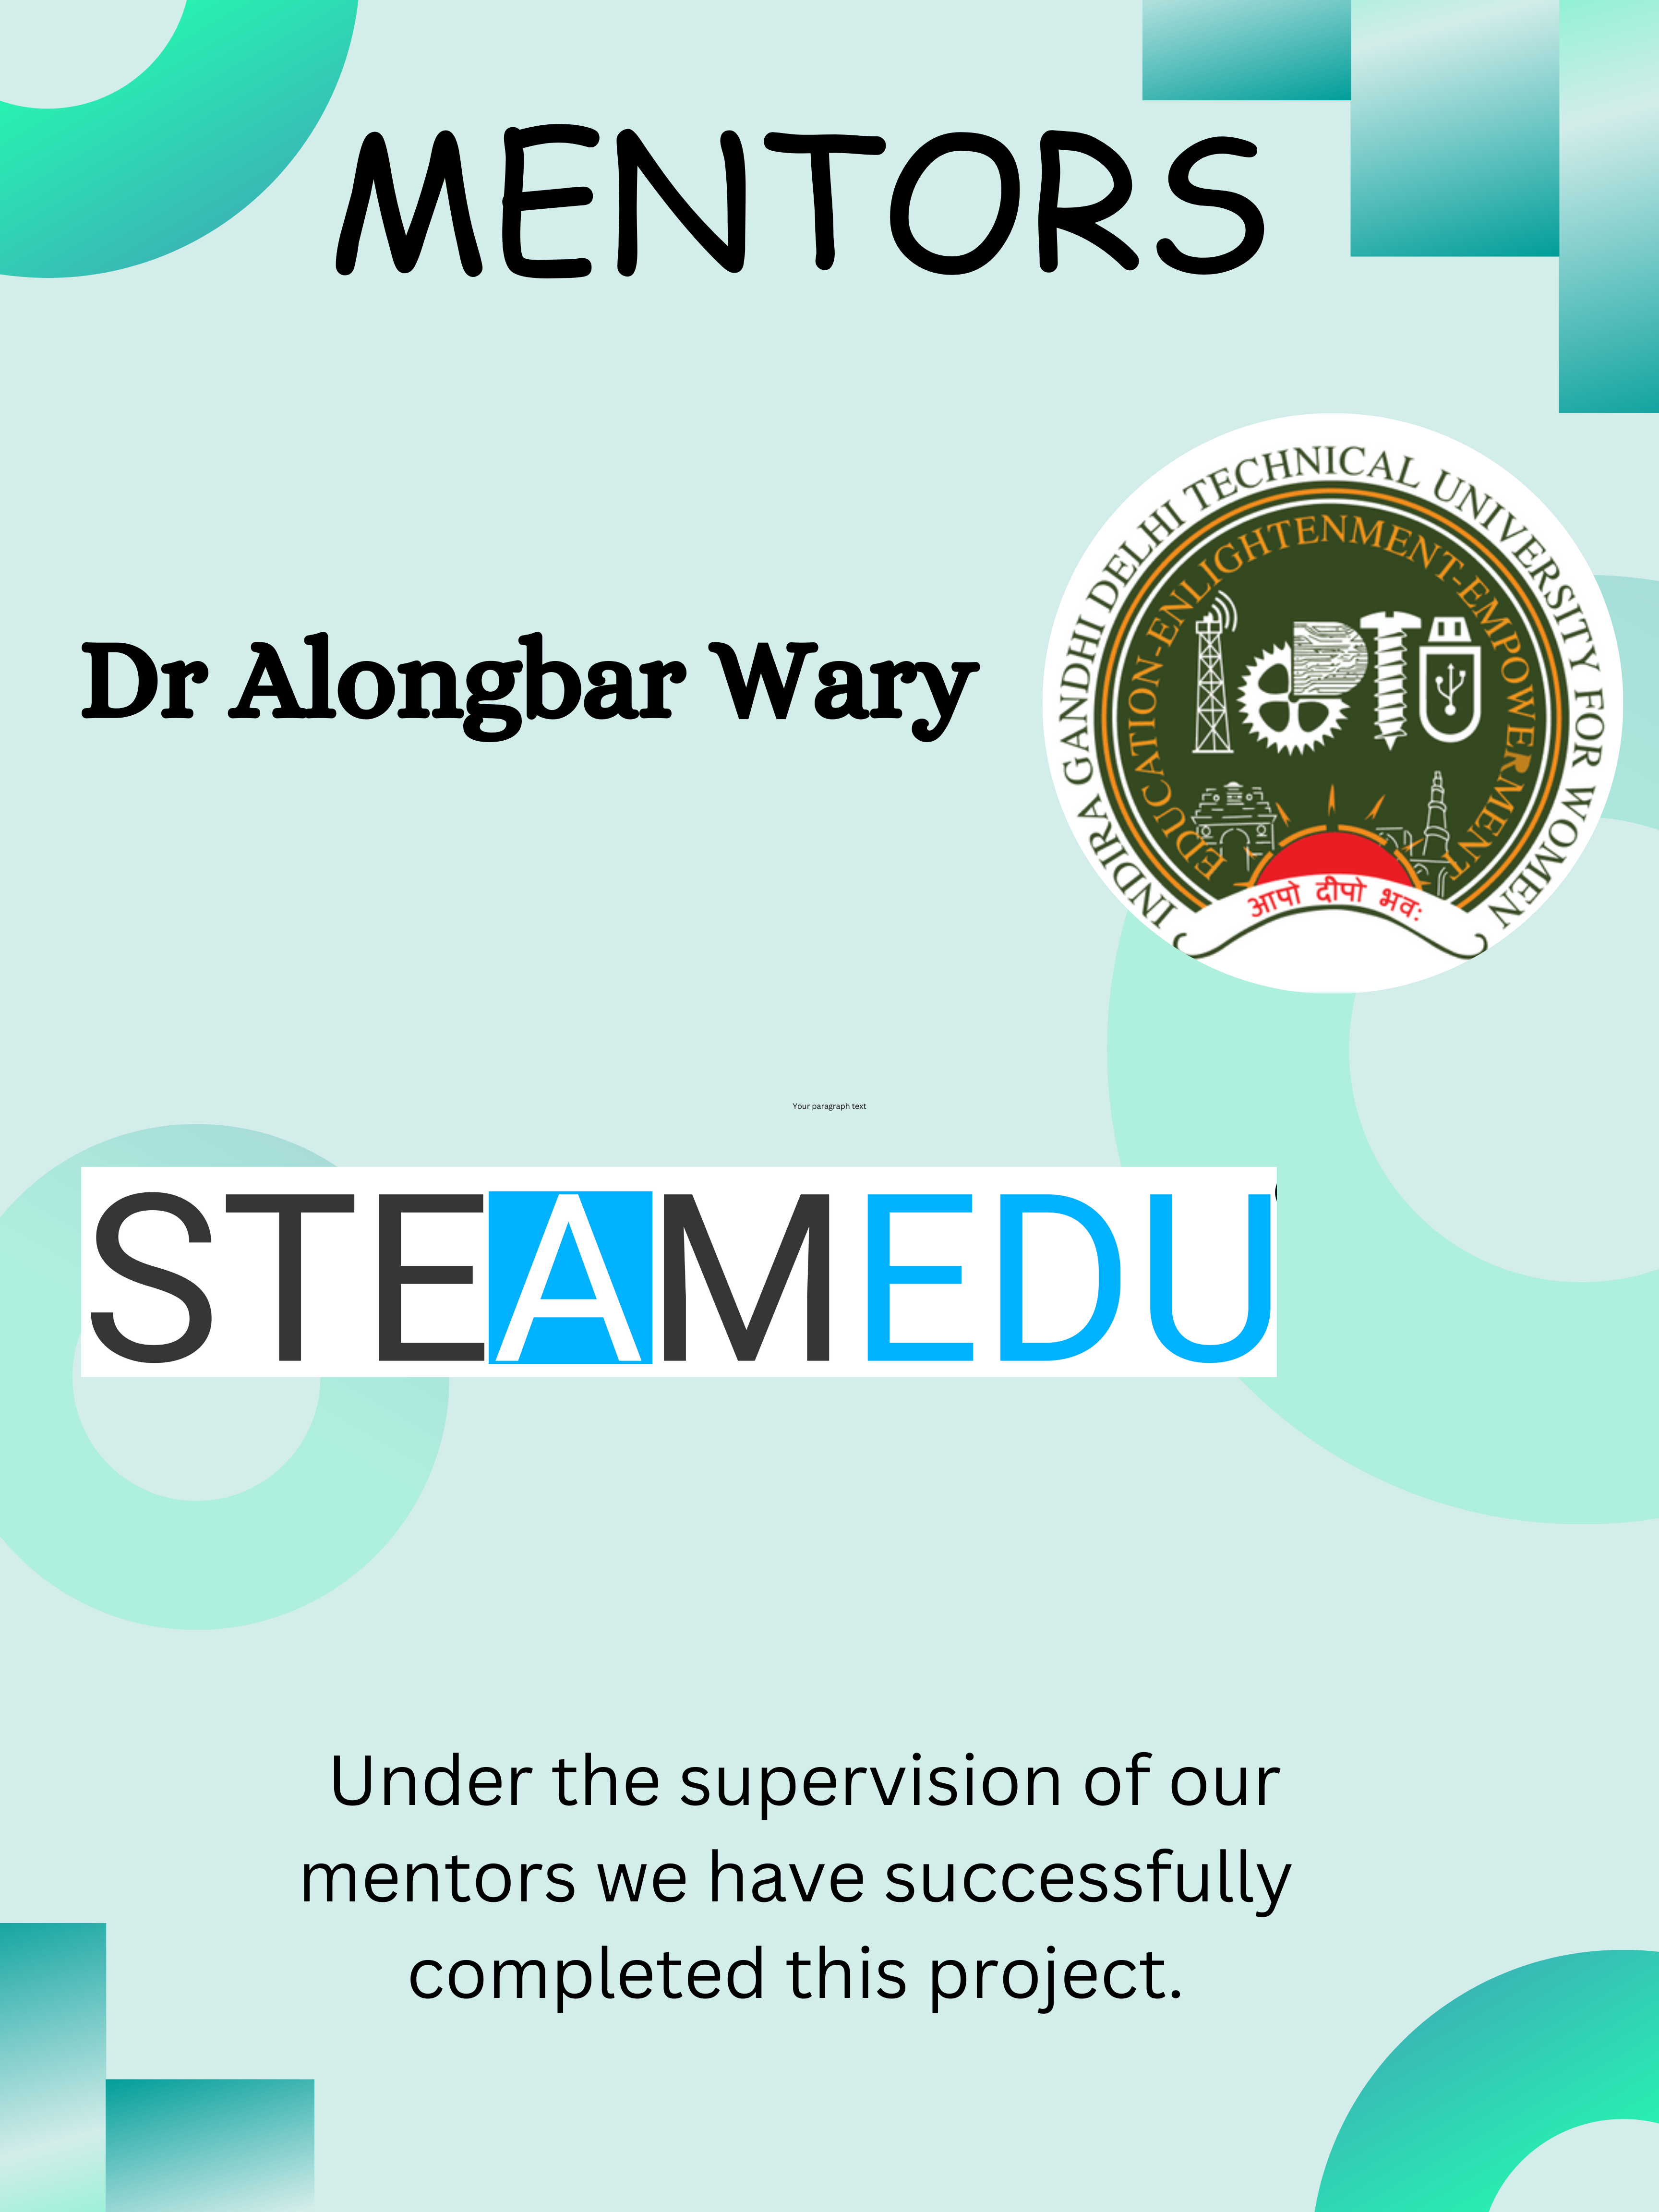 MENTORS
INDIRA GANDHI DELHI TECHNICAL UNIVERSITY FOR WOMEN
EDUCATION-ENLIGHTENMENT-EMPOWERMENT
आपो दीपो भवः
Dr Alongbar Wary
Your paragraph text
STEAMEDU
Under the supervision of our
mentors we have successfully
completed this project.